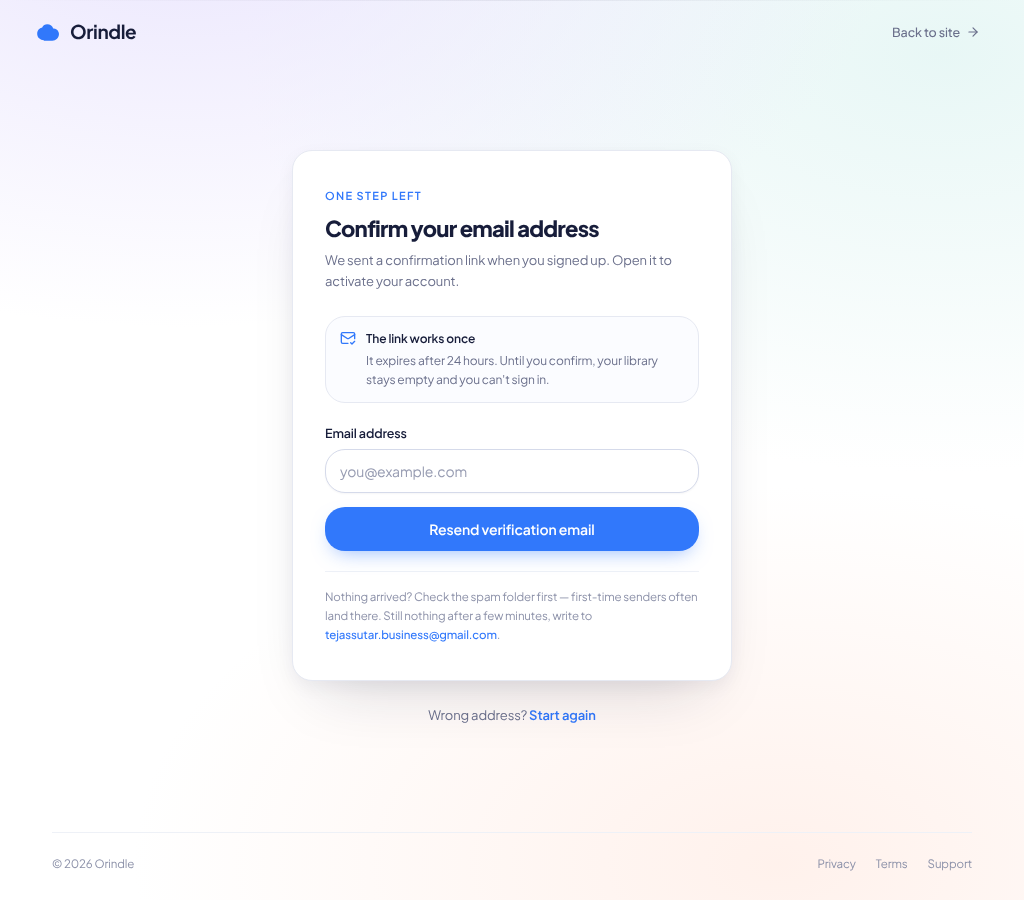 Orindle
Back to site
ONE STEP LEFT
Confirm your email address
We sent a confirmation link when you signed up. Open it to
activate your account.
The link works once
It expires after 24 hours. Until you confirm, your library
stays empty and you can't sign in.
Email address
you@example.com
Resend verification email
Nothing arrived? Check the spam folder first — first-time senders often
land there. Still nothing after a few minutes, write to
tejassutar.business@gmail.com.
Wrong address? Start again
© 2026 Orindle
Privacy Terms Support